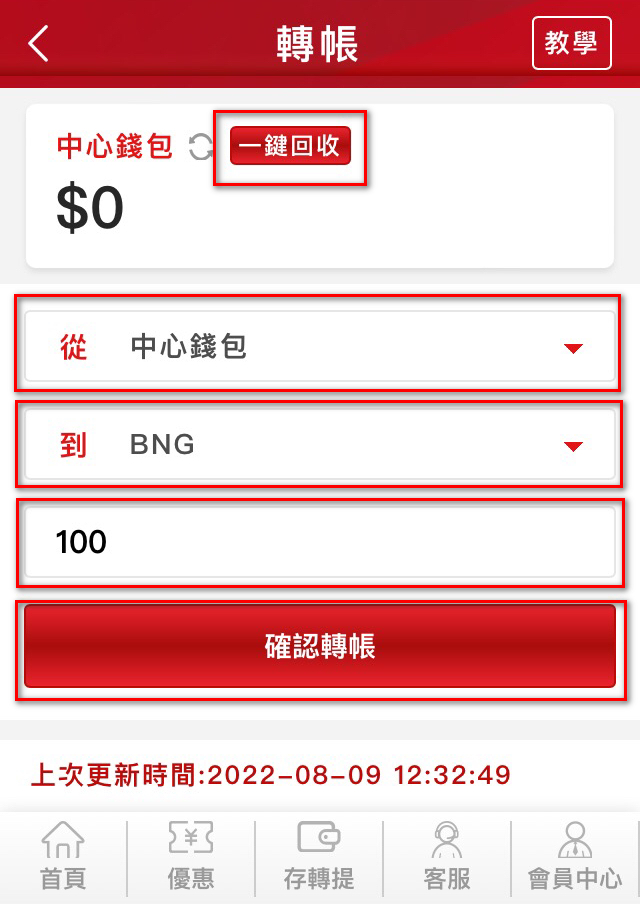 轉帳
教學
中心錢包
一鍵回收
$0
從 中心錢包
到 BNG
100
確認轉帳
上次更新時間:2022-08-09 12:32:49
首頁 優惠 存轉提 客服 會員中心